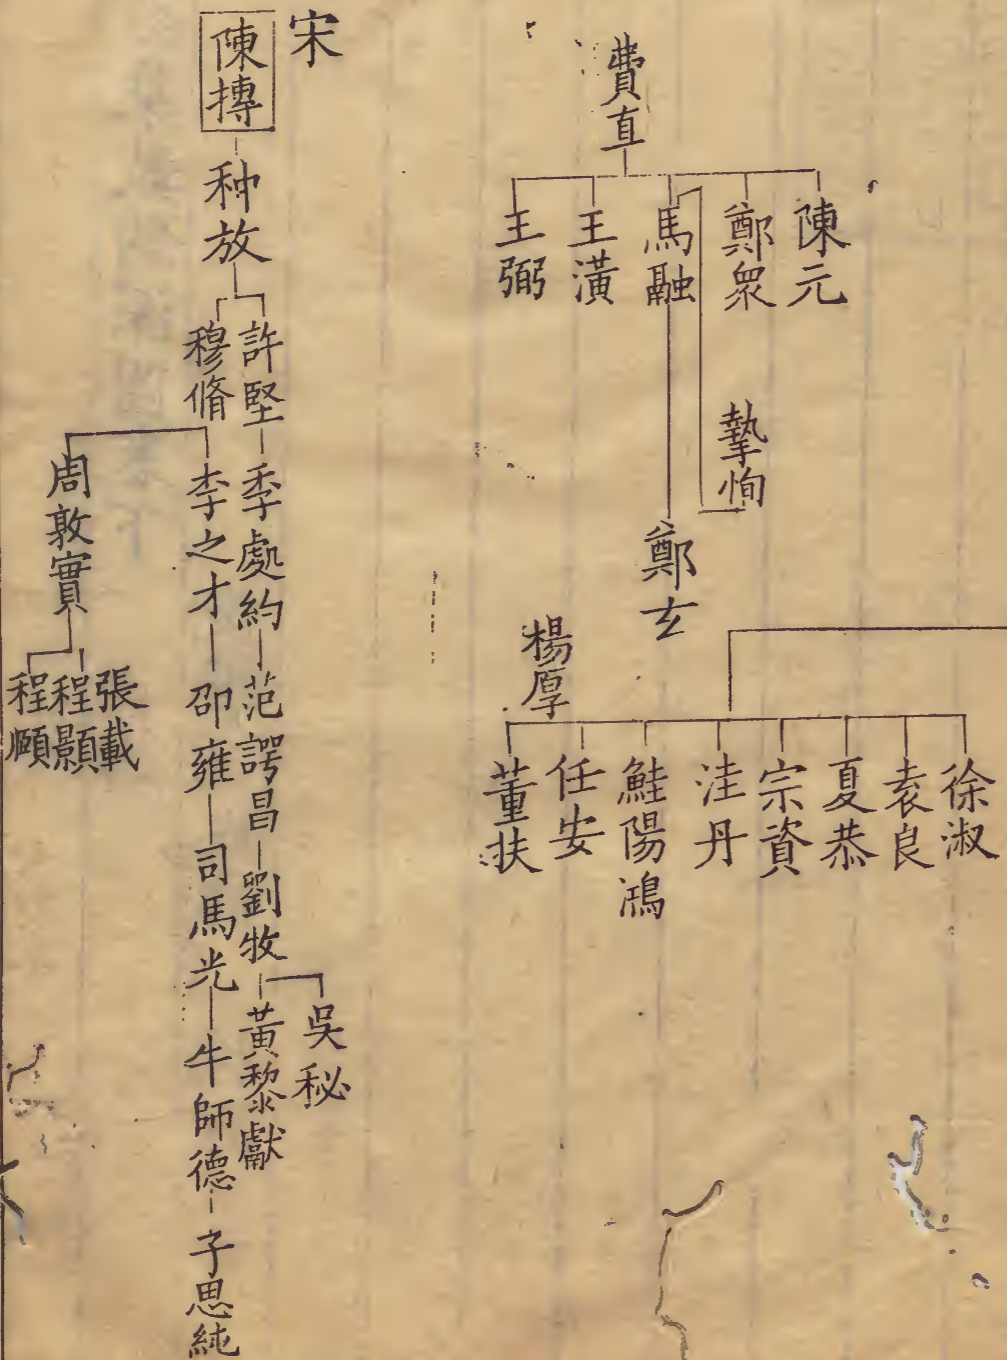 費直
陳元
鄭衆
馬融
王潢
王弼
摯恂
鄭玄
徐淑
袁良
夏恭
宗資
洼丹
鮭陽鴻
任安
董扶
楊厚
宋
陳摶
种放
許堅
季處約
范諤昌
劉牧
吳秘
黃黎獻
穆脩
李之才
邵雍
司馬光
牛師德
子思純
周敦實
張載
程顥
程頤